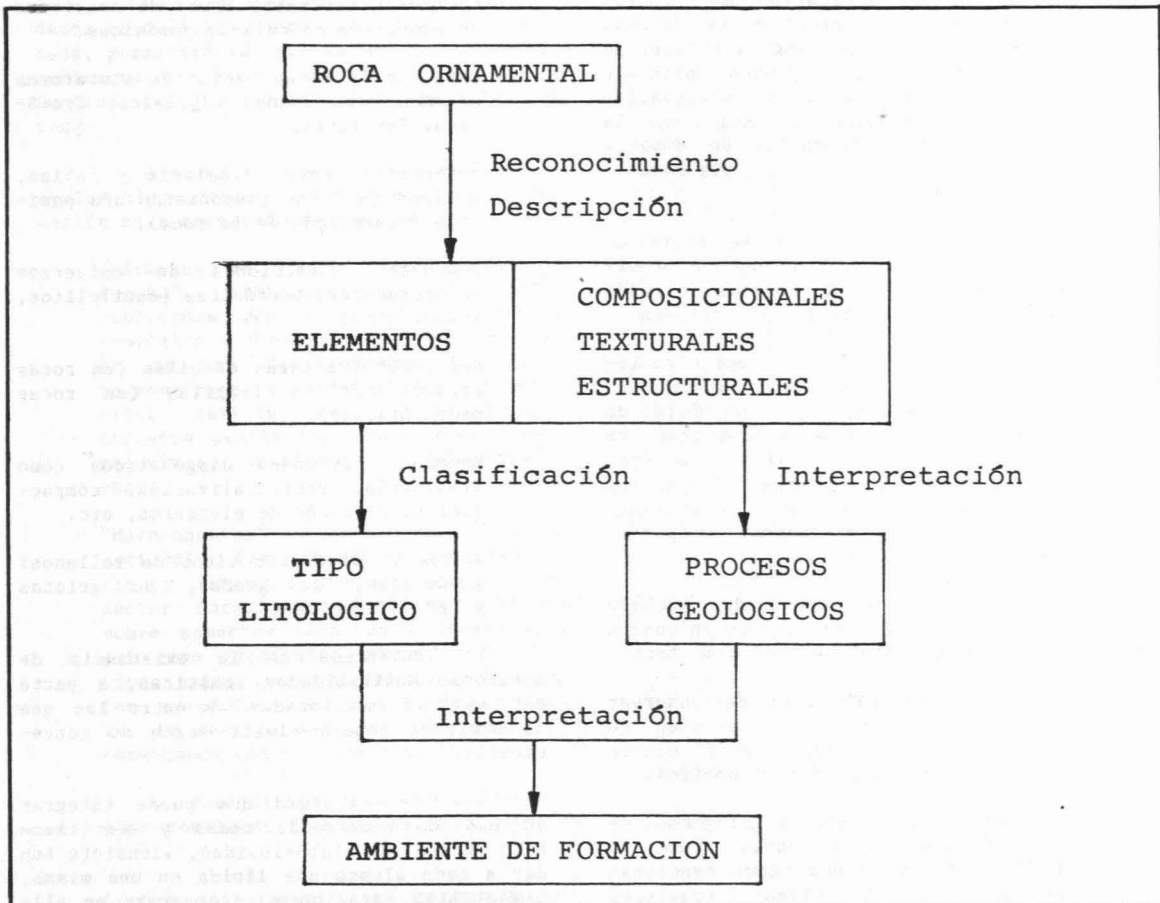 ROCA ORNAMENTAL
Reconocimiento
Descripción
ELEMENTOS
COMPOSICIONALES
TEXTURALES
ESTRUCTURALES
Clasificación
Interpretación
TIPO
LITOLOGICO
PROCESOS
GEOLOGICOS
Interpretación
AMBIENTE DE FORMACION